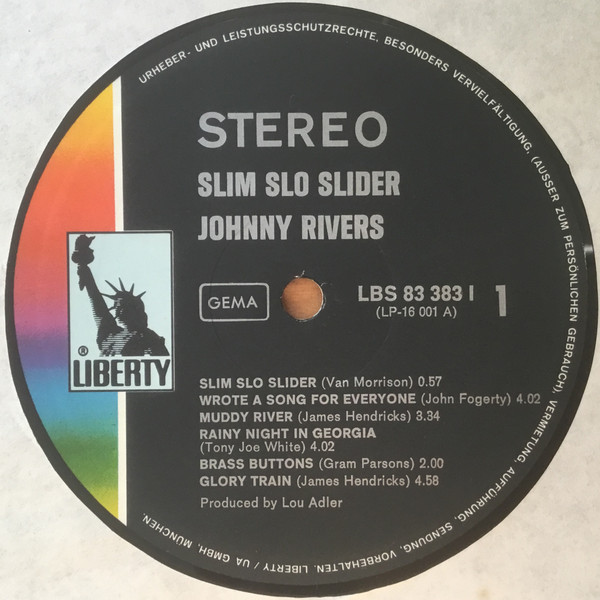 URHEBER- UND LEISTUNGSSCHUTZRECHTE, BESONDERS VERVIELFÄLTIGUNG, (AUSSER ZUM PERSÖNLICHEN GEBRAUCH), VERMIETUNG, AUFFÜHRUNG, SENDUNG, VORBEHALTEN. LIBERTY / UA GMBH, MÜNCHEN.
STEREO
SLIM SLO SLIDER
JOHNNY RIVERS
GEMA
LBS 83 383 I 1
(LP-16 001 A)
® LIBERTY
SLIM SLO SLIDER (Van Morrison) 0.57
WROTE A SONG FOR EVERYONE (John Fogerty) 4.02
MUDDY RIVER (James Hendricks) 3.34
RAINY NIGHT IN GEORGIA
(Tony Joe White) 4.02
BRASS BUTTONS (Gram Parsons) 2.00
GLORY TRAIN (James Hendricks) 4.58
Produced by Lou Adler